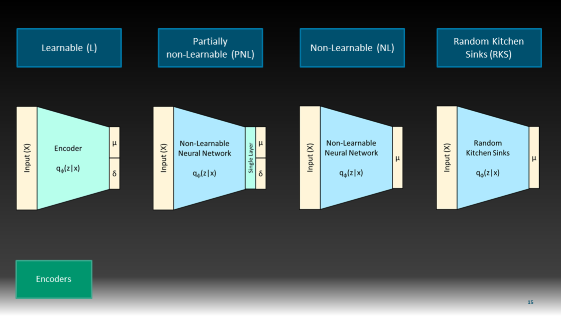 Learnable (L)
Partially
non-Learnable (PNL)
Non-Learnable (NL)
Random Kitchen
Sinks (RKS)
Input (X)
Encoder
qϕ(z|x)
μ
δ
Input (X)
Non-Learnable
Neural Network
qϕ(z|x)
Single Layer
μ
δ
Input (X)
Non-Learnable
Neural Network
qϕ(z|x)
μ
Input (X)
Random
Kitchen Sinks
qϕ(z|x)
μ
Encoders
15